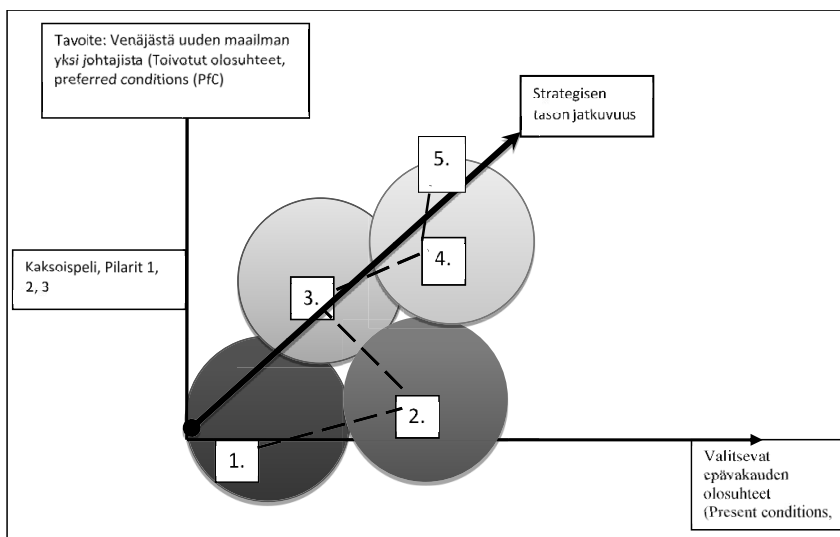 Tavoite: Venäjästä uuden maailman
yksi johtajista (Toivotut olosuhteet,
preferred conditions (PfC)
Strategisen
tason jatkuvuus
5.
Kaksoispeli, Pilarit 1,
2, 3
4.
3.
2.
1.
Valitsevat
epävakauden
olosuhteet
(Present conditions,